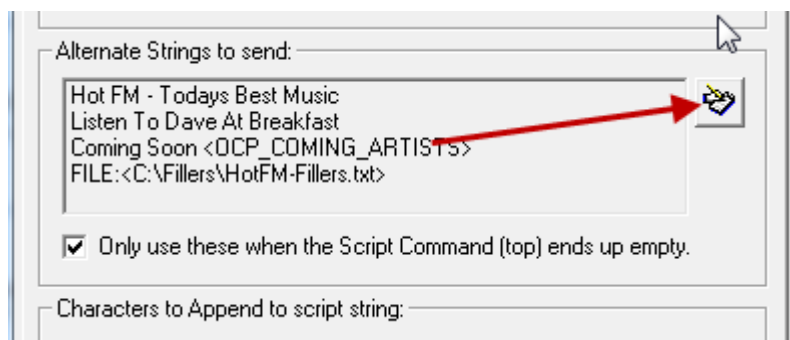 Alternate Strings to send:
Hot FM - Todays Best Music
Listen To Dave At Breakfast
Coming Soon <OCP_COMING_ARTISTS>
FILE:<C:\Fillers\HotFM-Fillers.txt>
Only use these when the Script Command (top) ends up empty.
Characters to Append to script string: